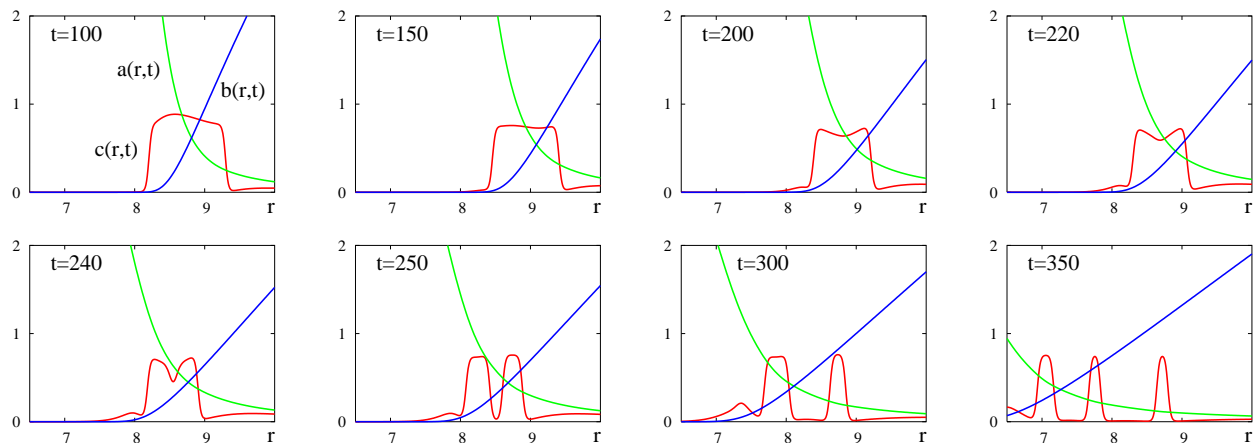 2 t=100 a(r,t) b(r,t) 1 c(r,t) 0 7 8 9 r
2 t=150 1 0 7 8 9 r
2 t=200 1 0 7 8 9 r
2 t=220 1 0 7 8 9 r
2 t=240 1 0 7 8 9 r
2 t=250 1 0 7 8 9 r
2 t=300 1 0 7 8 9 r
2 t=350 1 0 7 8 9 r